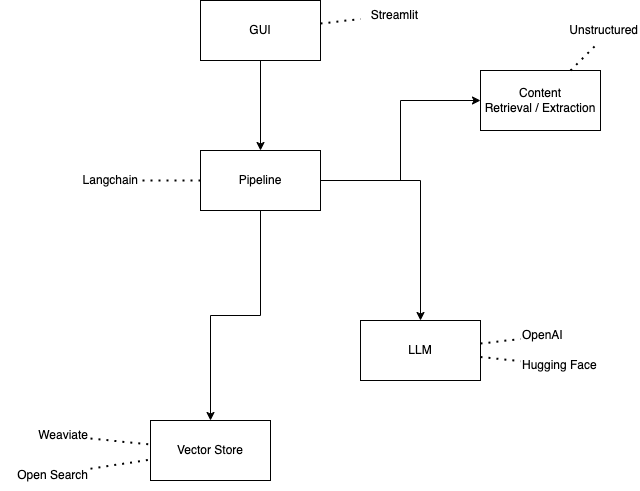 GUI
Streamlit
Unstructured
Content
Retrieval / Extraction
Langchain
Pipeline
LLM
OpenAI
Hugging Face
Weaviate
Vector Store
Open Search